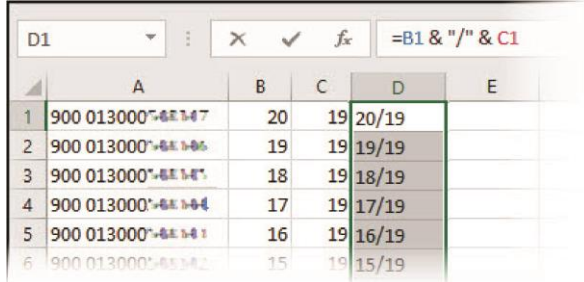 D1 fx =B1 & "/" & C1
A B C D E
1 900 013000 20 19 20/19
2 900 013000 19 19 19/19
3 900 013000 18 19 18/19
4 900 013000 17 19 17/19
5 900 013000 16 19 16/19
6 900 013000 15 19 15/19